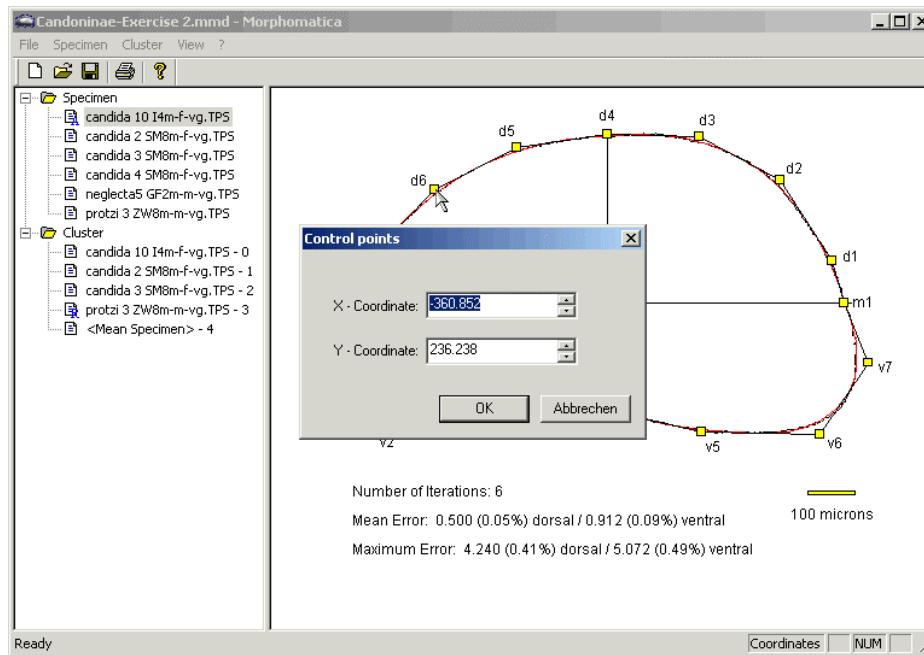 Candoninae-Exercise 2.mmd - Morphomatica
File Specimen Cluster View ?
Specimen
candida 10 I4m-f-vg.TPS
candida 2 SM8m-m-vg.TPS
candida 3 SM8m-f-vg.TPS
candida 4 SM8m-m-vg.TPS
neglecta5 GF2m-m-vg.TPS
protzi 3 ZW8m-m-vg.TPS
Cluster
candida 10 I4m-f-vg.TPS - 0
candida 2 SM8m-m-vg.TPS - 1
candida 3 SM8m-f-vg.TPS - 2
protzi 3 ZW8m-m-vg.TPS - 3
<Mean Specimen> - 4
d4
d3
d5
d2
d6
d1
m1
v7
v6
v5
v2
Control points
X - Coordinate: -360.852
Y - Coordinate: 236.238
OK Abbrechen
Number of Iterations: 6
Mean Error: 0.500 (0.05%) dorsal / 0.912 (0.09%) ventral
Maximum Error: 4.240 (0.41%) dorsal / 5.072 (0.49%) ventral
100 microns
Ready
Coordinates NUM